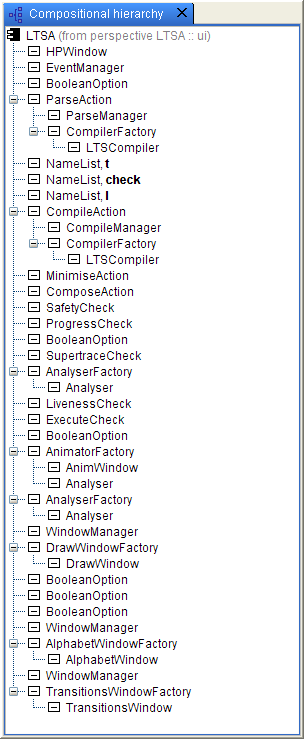 Compositional hierarchy
LTSA (from perspective LTSA :: ui)
HPWindow
EventManager
BooleanOption
ParseAction
ParseManager
CompilerFactory
LTSCompiler
NameList, t
NameList, check
NameList, l
CompileAction
CompileManager
CompilerFactory
LTSCompiler
MinimiseAction
ComposeAction
SafetyCheck
ProgressCheck
BooleanOption
SupertraceCheck
AnalyserFactory
Analyser
LivenessCheck
ExecuteCheck
BooleanOption
AnimatorFactory
AnimWindow
Analyser
AnalyserFactory
Analyser
WindowManager
DrawWindowFactory
DrawWindow
BooleanOption
BooleanOption
BooleanOption
WindowManager
AlphabetWindowFactory
AlphabetWindow
WindowManager
TransitionsWindowFactory
TransitionsWindow